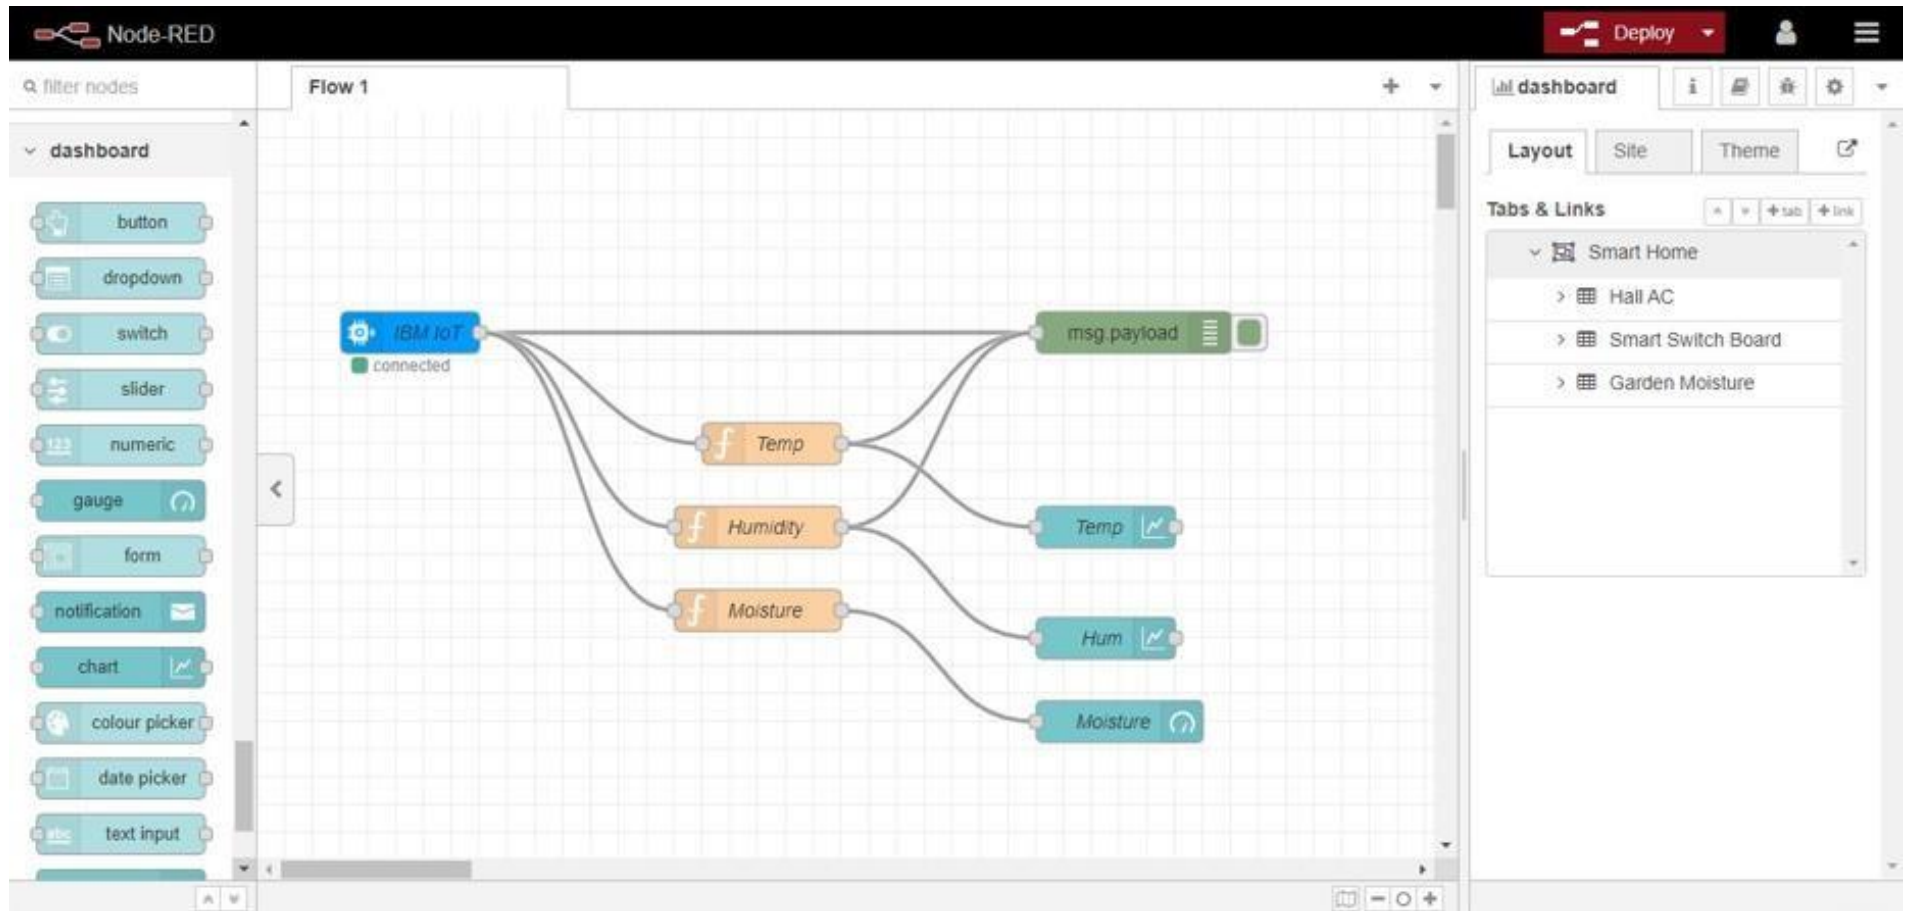 Node-RED
Deploy
filter nodes
Flow 1
dashboard
dashboard
Layout
Site
Theme
Tabs & Links
tab
link
Smart Home
Hall AC
Smart Switch Board
Garden Moisture
button
dropdown
switch
slider
123 numeric
gauge
form
notification
chart
colour picker
date picker
abc text input
IBM IoT
connected
msg.payload
Temp
Humidity
Moisture
Temp
Hum
Moisture